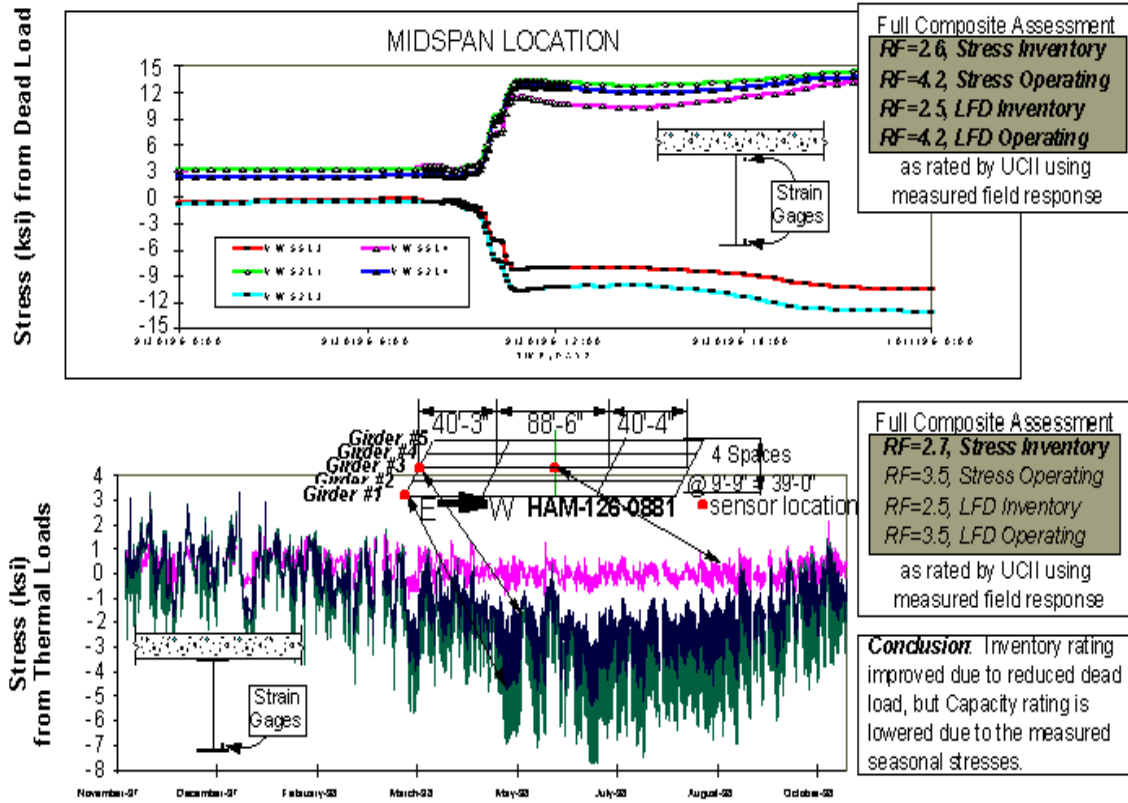 MIDSPAN LOCATION
Stress (ksi) from Dead Load
15
12
9
6
3
0
-3
-6
-9
-12
-15
Strain
Gages
Full Composite Assessment
RF=2.6, Stress Inventory
RF=4.2, Stress Operating
RF=2.5, LFD Inventory
RF=4.2, LFD Operating
as rated by UCII using
measured field response
40'-3"
88'-6"
40'-4"
Girder #5
Girder #4
Girder #3
Girder #2
Girder #1
4 Spaces
@ 9'-9" = 39'-0"
E W HAM-126-0881
sensor location
Stress (ksi)
from Thermal Loads
4
3
2
1
0
-1
-2
-3
-4
-5
-6
-7
-8
Strain
Gages
November-97 December-97 February-98 March-98 May-98 July-98 August-98 October-98
Full Composite Assessment
RF=2.7, Stress Inventory
RF=3.5, Stress Operating
RF=2.5, LFD Inventory
RF=3.5, LFD Operating
as rated by UCII using
measured field response
Conclusion: Inventory rating
improved due to reduced dead
load, but Capacity rating is
lowered due to the measured
seasonal stresses.